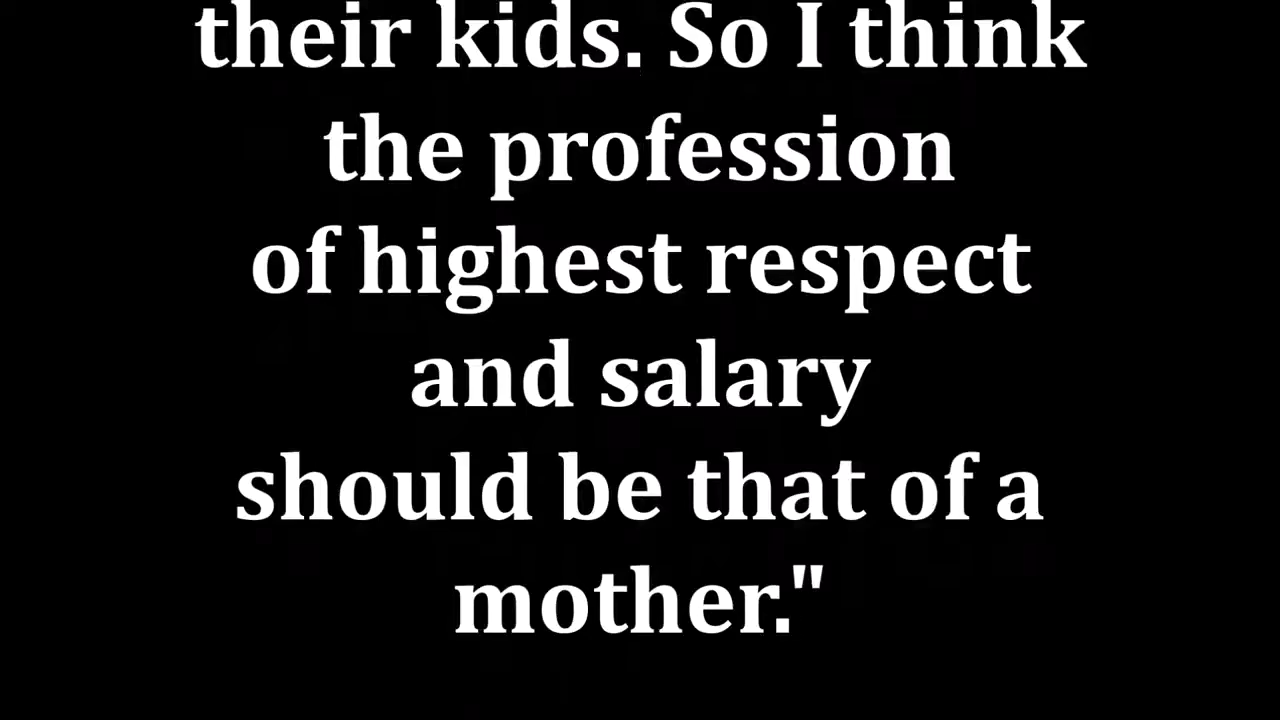 their kids. So I think
the profession
of highest respect
and salary
should be that of a
mother."